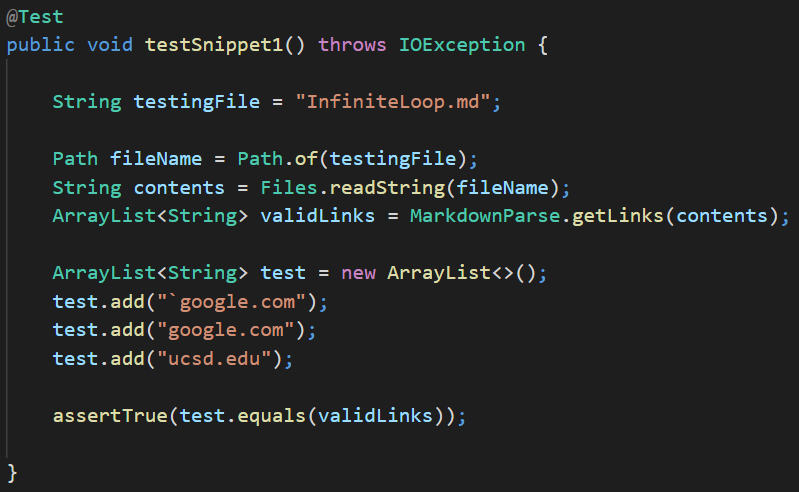 @Test
public void testSnippet1() throws IOException {
String testingFile = "InfiniteLoop.md";
Path fileName = Path.of(testingFile);
String contents = Files.readString(fileName);
ArrayList<String> validLinks = MarkdownParse.getLinks(contents);
ArrayList<String> test = new ArrayList<>();
test.add("`google.com");
test.add("google.com");
test.add("ucsd.edu");
assertTrue(test.equals(validLinks));
}